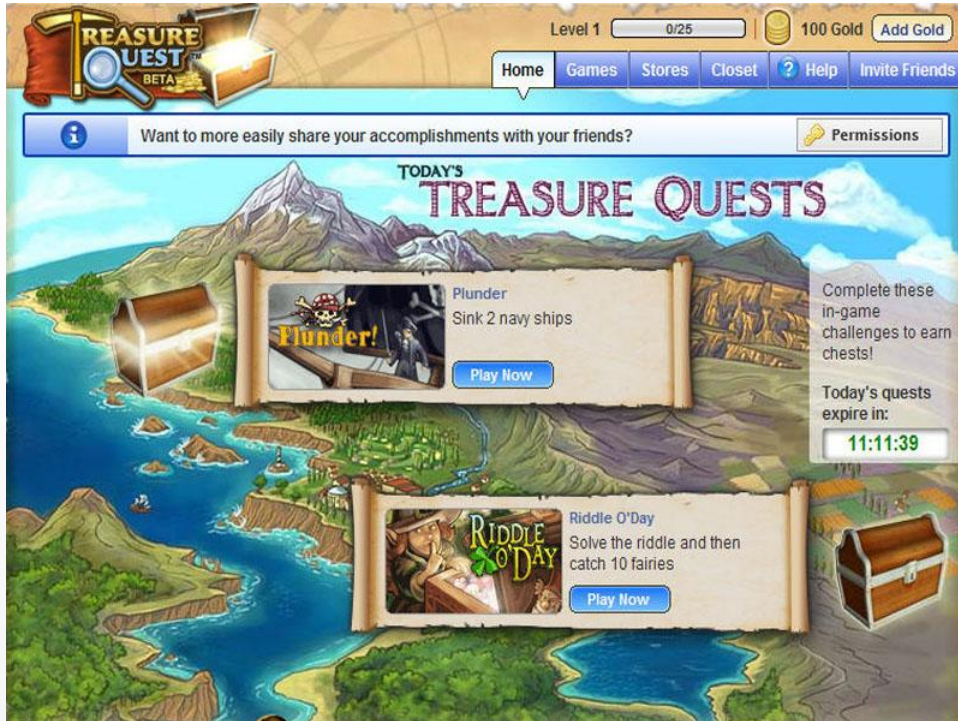 TREASURE
QUEST
BETA
Level 1
0/25
100 Gold
Add Gold
Home
Games
Stores
Closet
? Help
Invite Friends
i
Want to more easily share your accomplishments with your friends?
Permissions
TODAY'S
TREASURE QUESTS
Plunder!
Plunder
Sink 2 navy ships
Play Now
Complete these
in-game
challenges to earn
chests!
Today's quests
expire in:
11:11:39
RIDDLE
O'DAY
Riddle O'Day
Solve the riddle and then
catch 10 fairies
Play Now